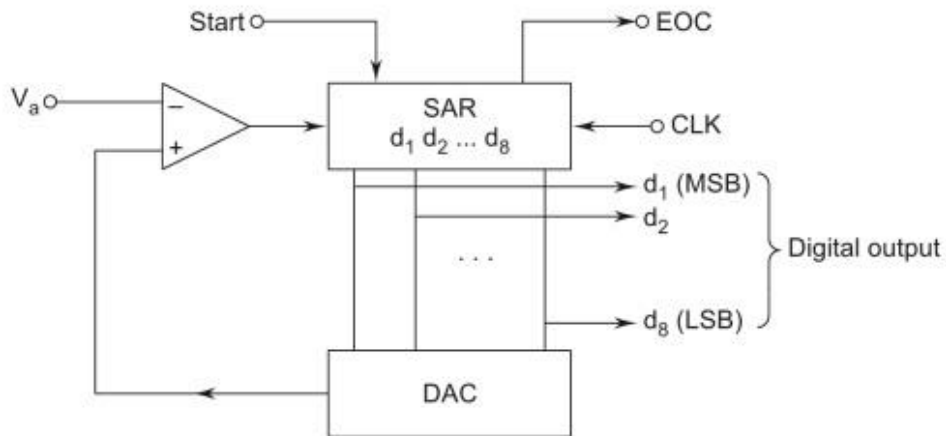 Start
EOC
Vₐ
−
+
SAR
d₁ d₂ ... d₈
CLK
d₁ (MSB)
d₂
. . .
Digital output
d₈ (LSB)
DAC